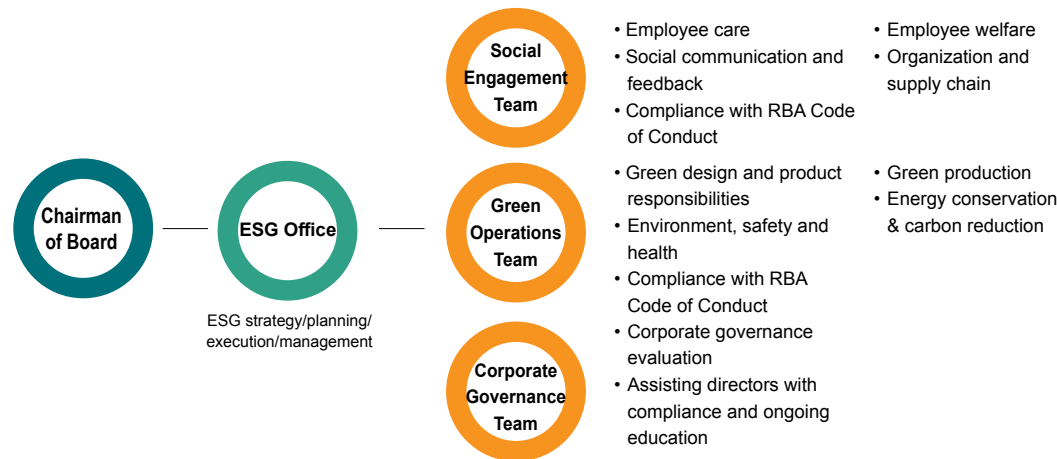 Chairman
of Board
ESG Office
ESG strategy/planning/
execution/management
Social
Engagement
Team
• Employee care
• Social communication and
feedback
• Compliance with RBA Code
of Conduct
• Employee welfare
• Organization and
supply chain
Green
Operations
Team
• Green design and product
responsibilities
• Environment, safety and
health
• Compliance with RBA
Code of Conduct
• Green production
• Energy conservation
& carbon reduction
Corporate
Governance
Team
• Corporate governance
evaluation
• Assisting directors with
compliance and ongoing
education